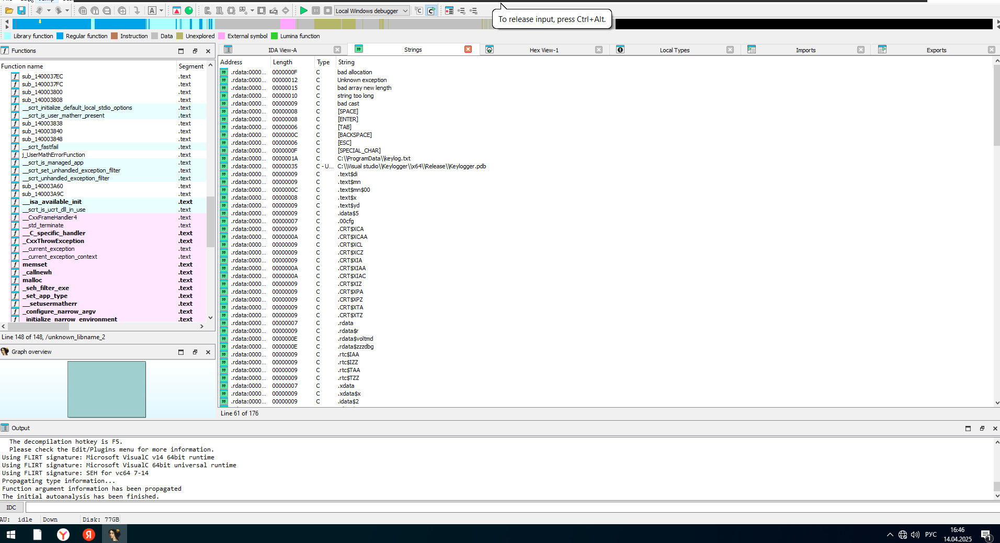 Local Windows debugger
To release input, press Ctrl+Alt.
Library function Regular function Instruction Data Unexplored External symbol Lumina function
Functions
Function name Segment
sub_1400037EC .text
sub_1400037FC .text
sub_140003800 .text
sub_140003808 .text
__scrt_initialize_default_local_stdio_options .text
__scrt_is_user_matherr_present .text
sub_140003838 .text
sub_140003840 .text
sub_140003848 .text
__scrt_fastfail .text
j_UserMathErrorFunction .text
__scrt_is_managed_app .text
__scrt_set_unhandled_exception_filter .text
__scrt_unhandled_exception_filter .text
sub_140003A60 .text
sub_140003A9C .text
__isa_available_init .text
__scrt_is_ucrt_dll_in_use .text
__CxxFrameHandler4 .text
__std_terminate .text
__C_specific_handler .text
_CxxThrowException .text
__current_exception .text
__current_exception_context .text
memset .text
_callnewh .text
malloc .text
_seh_filter_exe .text
_set_app_type .text
__setusermatherr .text
_configure_narrow_argv .text
_initialize_narrow_environment .text
Line 148 of 148, /unknown_libname_2
Graph overview
IDA View-A Strings Hex View-1 Local Types Imports Exports
Address Length Type String
.rdata:0000... 0000000F C bad allocation
.rdata:0000... 00000012 C Unknown exception
.rdata:0000... 00000015 C bad array new length
.rdata:0000... 00000010 C string too long
.rdata:0000... 00000009 C bad cast
.rdata:0000... 00000008 C [SPACE]
.rdata:0000... 00000008 C [ENTER]
.rdata:0000... 00000006 C [TAB]
.rdata:0000... 0000000C C [BACKSPACE]
.rdata:0000... 00000006 C [ESC]
.rdata:0000... 0000000F C [SPECIAL_CHAR]
.rdata:0000... 0000001A C C:\\ProgramData\\keylog.txt
.rdata:0000... 00000035 C - U... C:\\Visual studio\\Keylogger\\x64\\Release\\Keylogger.pdb
.rdata:0000... 00000009 C .text$di
.rdata:0000... 00000009 C .text$mn
.rdata:0000... 0000000C C .text$mn$00
.rdata:0000... 00000008 C .text$x
.rdata:0000... 00000009 C .text$yd
.rdata:0000... 00000009 C .idata$5
.rdata:0000... 00000007 C .00cfg
.rdata:0000... 00000009 C .CRT$XCA
.rdata:0000... 0000000A C .CRT$XCAA
.rdata:0000... 00000009 C .CRT$XCL
.rdata:0000... 00000009 C .CRT$XCZ
.rdata:0000... 00000009 C .CRT$XIA
.rdata:0000... 0000000A C .CRT$XIAA
.rdata:0000... 0000000A C .CRT$XIAC
.rdata:0000... 00000009 C .CRT$XIZ
.rdata:0000... 00000009 C .CRT$XPA
.rdata:0000... 00000009 C .CRT$XPZ
.rdata:0000... 00000009 C .CRT$XTA
.rdata:0000... 00000009 C .CRT$XTZ
.rdata:0000... 00000007 C .rdata
.rdata:0000... 00000009 C .rdata$r
.rdata:0000... 0000000E C .rdata$voltmd
.rdata:0000... 0000000E C .rdata$zzzdbg
.rdata:0000... 00000009 C .rtc$IAA
.rdata:0000... 00000009 C .rtc$IZZ
.rdata:0000... 00000009 C .rtc$TAA
.rdata:0000... 00000009 C .rtc$TZZ
.rdata:0000... 00000007 C .xdata
.rdata:0000... 00000009 C .xdata$x
.rdata:0000... 00000009 C .idata$2
Line 61 of 176
Output
The decompilation hotkey is F5.
Please check the Edit/Plugins menu for more information.
Using FLIRT signature: Microsoft VisualC v14 64bit runtime
Using FLIRT signature: Microsoft VisualC 64bit universal runtime
Using FLIRT signature: SEH for vc64 7-14
Propagating type information...
Function argument information has been propagated
The initial autoanalysis has been finished.
IDC
AU: idle Down Disk: 77GB
РУС
16:46
14.04.2025
1